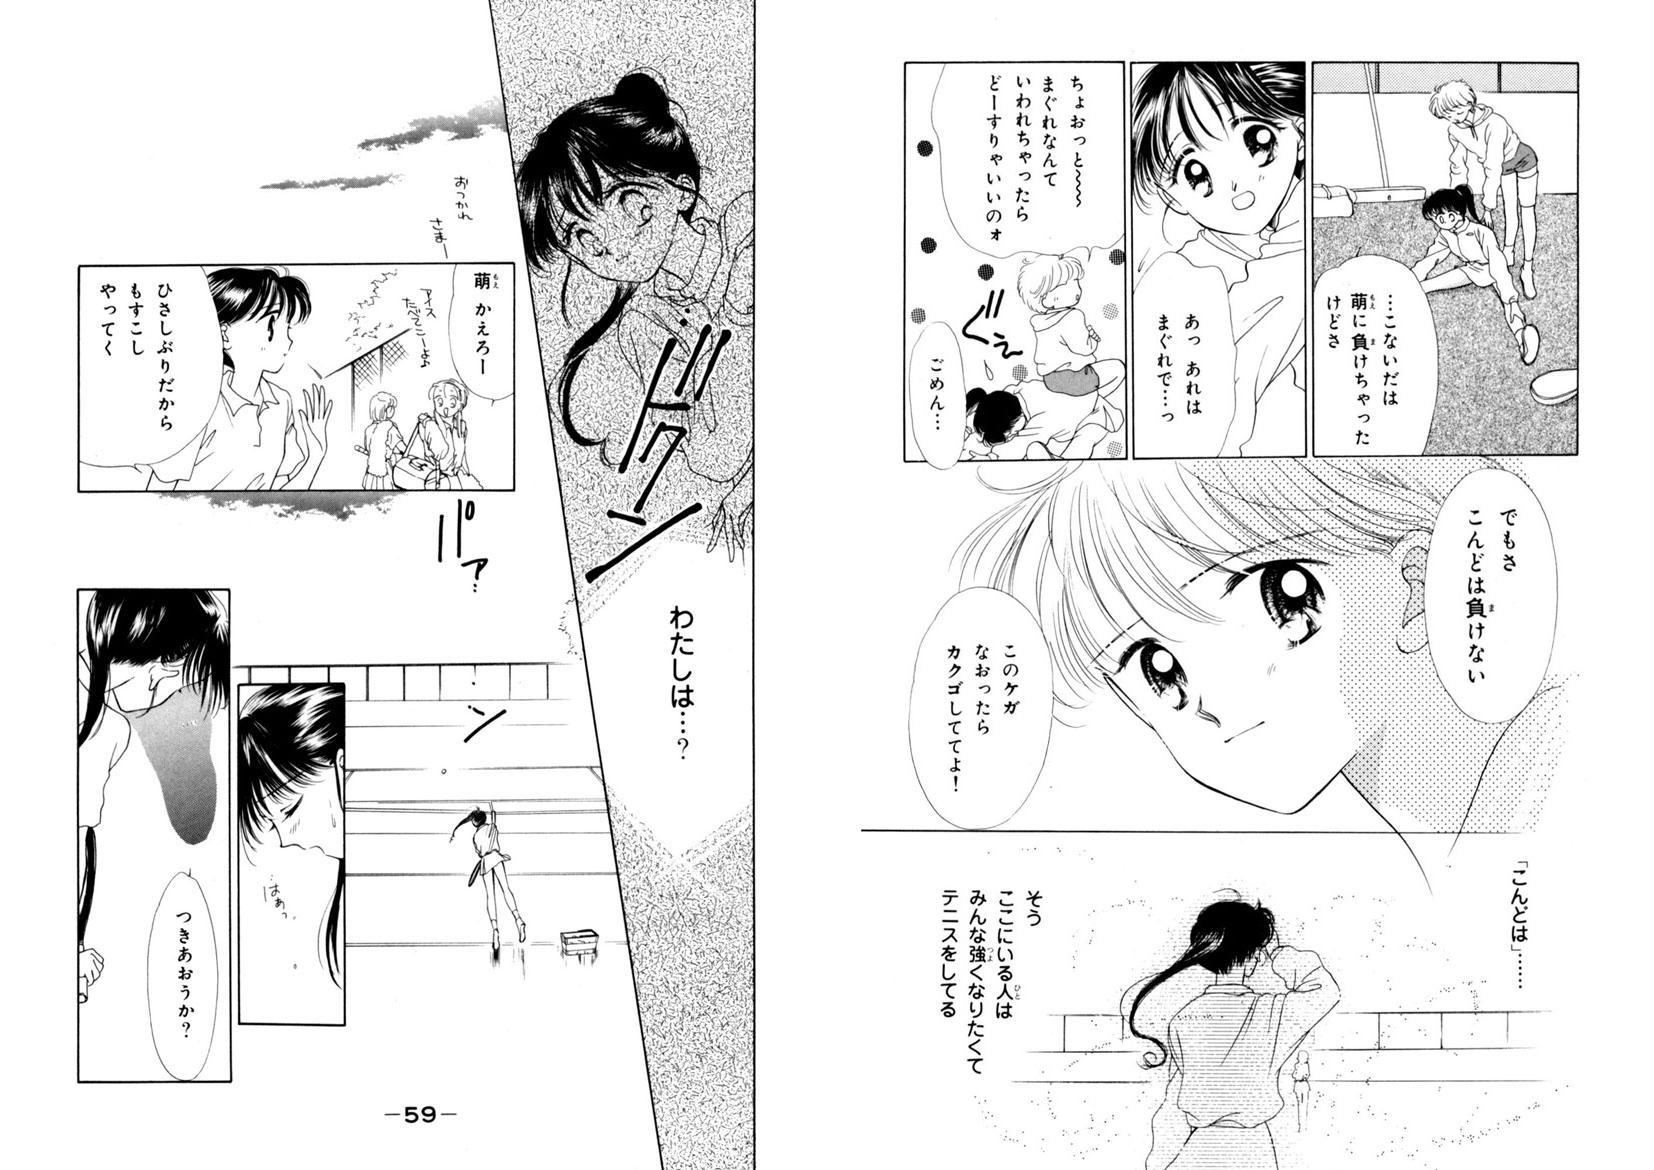 …こないだは
萌に負けちゃった
けどさ
あっ あれは
まぐれで…っ
ちょおっと〜〜〜
まぐれなんて
いわれちゃったら
どーすりゃいいのォ
ぐぇ
ごめん…
でもさ
こんどは負けない
このケガ
なおったら
カクゴしててよ!
「こんどは」……
そう
ここにいる人は
みんな強くなりたくて
テニスをしてる
…ドクン
わたしは…?
おつかれ
さまー
萌 かえろー
アイス
たべてこーよ♪
ひさしぶりだから
もすこし
やってく
パァン
はぁっ
つきあおうか?
—59—